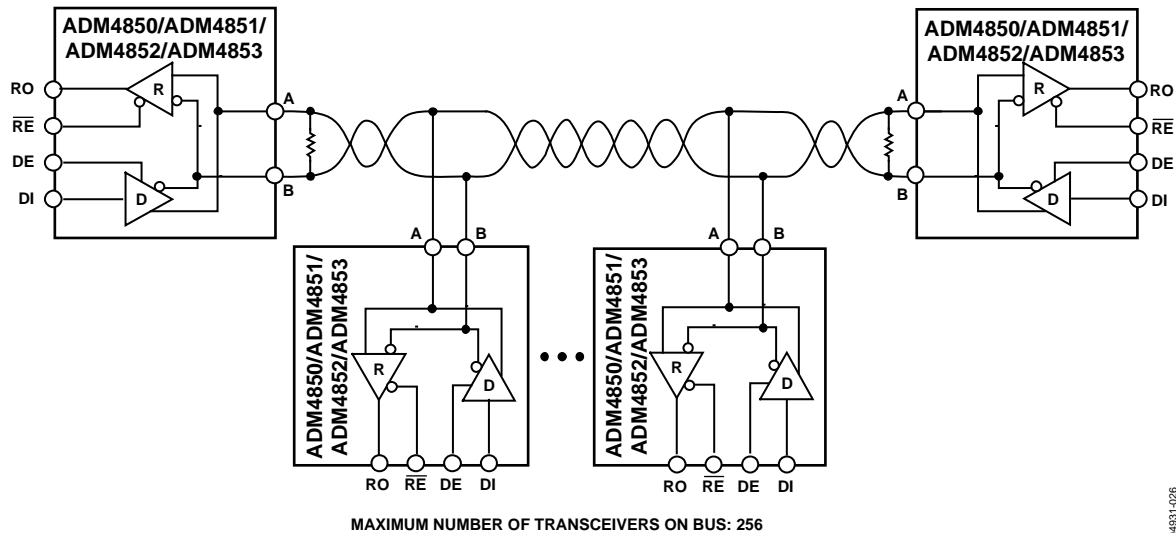 ADM4850/ADM4851/
ADM4852/ADM4853
RO
RE
DE
DI
R
D
A
B
ADM4850/ADM4851/
ADM4852/ADM4853
A
B
R
D
RO
RE
DE
DI
A
B
ADM4850/ADM4851/
ADM4852/ADM4853
R
D
RO
RE
DE
DI
A
B
ADM4850/ADM4851/
ADM4852/ADM4853
R
D
RO
RE
DE
DI
MAXIMUM NUMBER OF TRANSCEIVERS ON BUS: 256
4931-026